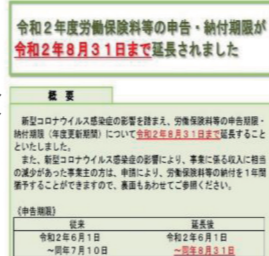 令和２年度労働保険料等の申告・納付期限が
令和２年８月３１日まで延長されました
概 要
新型コロナウイルス感染症の影響を踏まえ、労働保険料等の申告期限・
納付期限（年度更新期間）について令和２年８月３１日まで延長すること
といたしました。
また、新型コロナウイルス感染症の影響により、事業に係る収入に相当
の減少があった事業主の方は、申請により、労働保険料等の納付を１年間
猶予することができますので、裏面もあわせてご参照ください。
《申告期限》
従来 延長後
令和２年６月１日 令和２年６月１日
～同年７月１０日 ～同年８月３１日